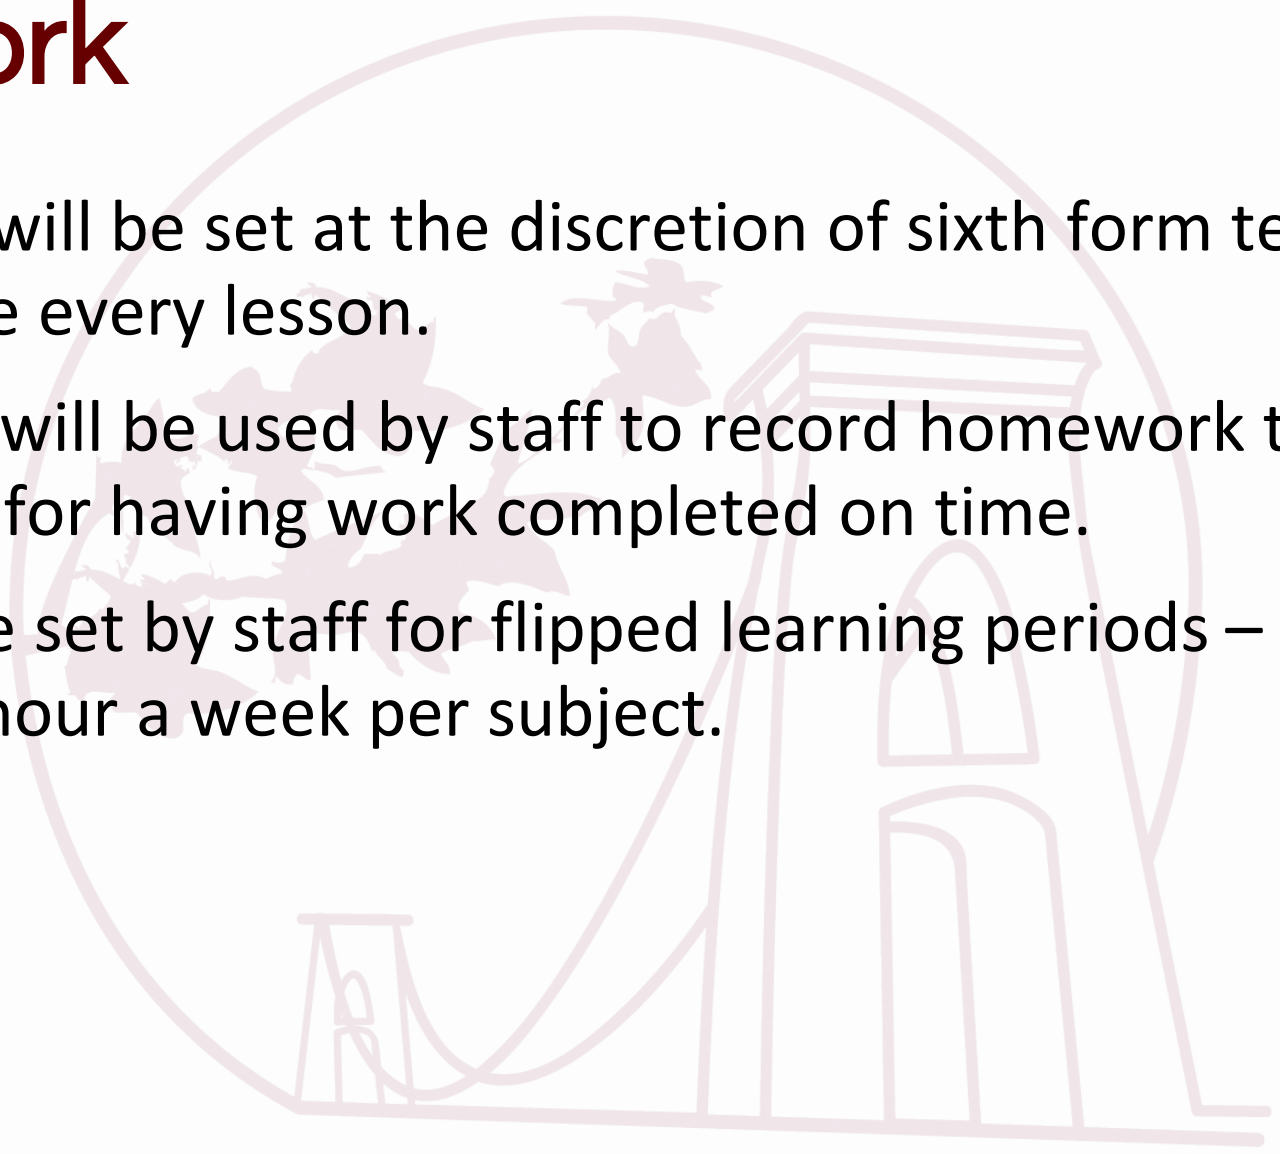 ork
will be set at the discretion of sixth form te
e every lesson.
will be used by staff to record homework t
for having work completed on time.
e set by staff for flipped learning periods –
hour a week per subject.